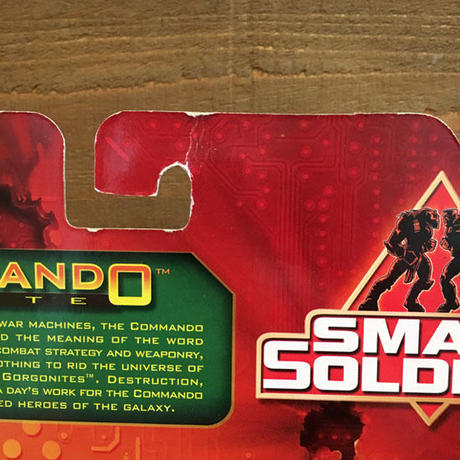 ANDO™
TE
WAR MACHINES, THE COMMANDO
D THE MEANING OF THE WORD
COMBAT STRATEGY AND WEAPONRY,
OTHING TO RID THE UNIVERSE OF
GORGONITES™. DESTRUCTION,
A DAY'S WORK FOR THE COMMANDO
ED HEROES OF THE GALAXY.
SMA
SOLD